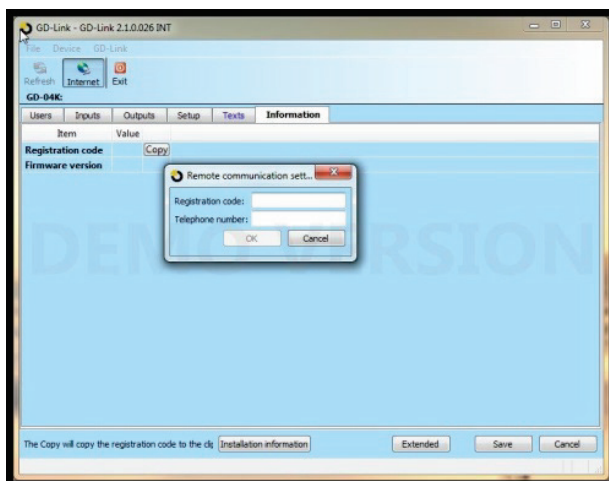 GD-Link - GD-Link 2.1.0.026 INT
File Device GD-Link
Refresh Internet Exit
GD-04K:
Users Inputs Outputs Setup Texts Information
Item Value
Registration code Copy
Firmware version
Remote communication sett...
Registration code:
Telephone number:
OK Cancel
DEMO VERSION
The Copy will copy the registration code to the cli Installation information Extended Save Cancel